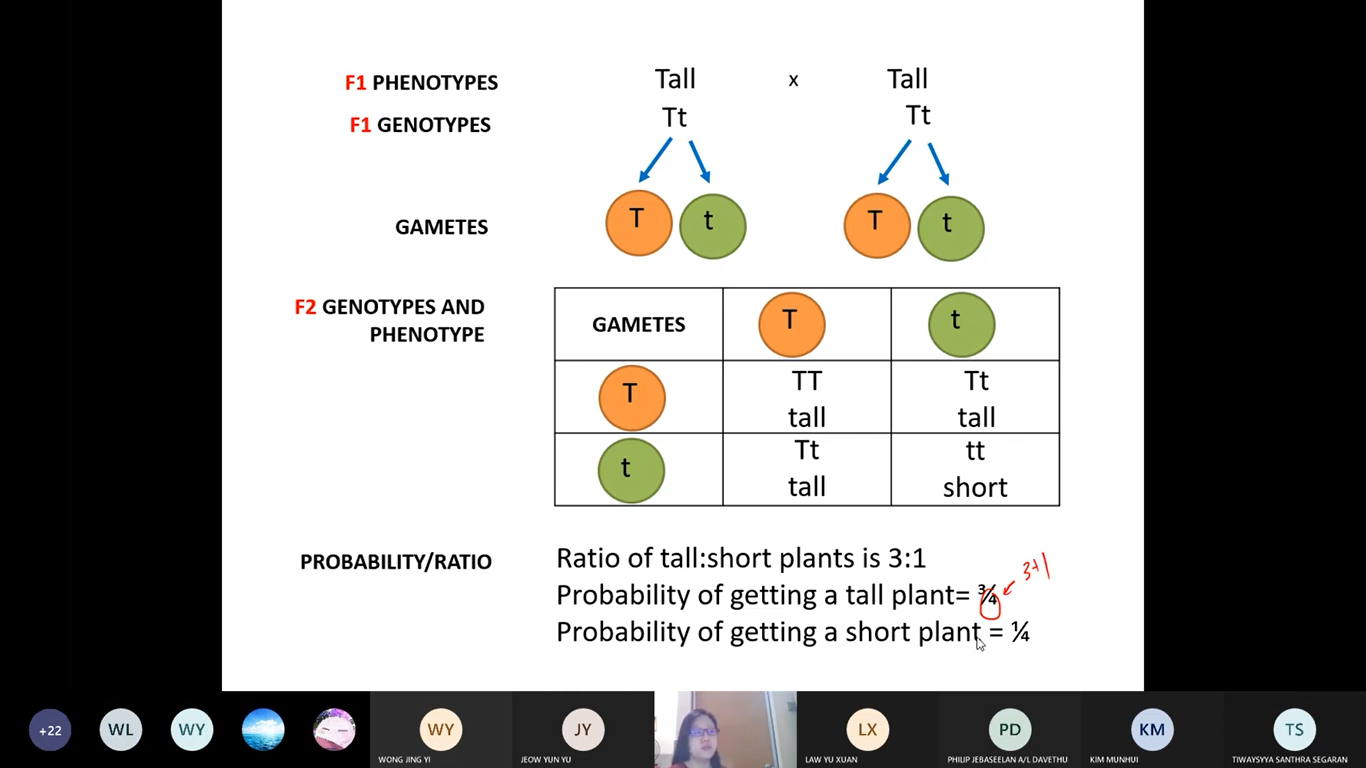 F1 PHENOTYPES Tall x Tall
F1 GENOTYPES Tt Tt
GAMETES T t T t
F2 GENOTYPES AND
PHENOTYPE
GAMETES T t
T TT Tt
tall tall
t Tt tt
tall short
PROBABILITY/RATIO Ratio of tall:short plants is 3:1
3+1
Probability of getting a tall plant= ¾
Probability of getting a short plant = ¼
+22 WL WY WY JY LX PD KM TS
WONG JING YI JEOW YUN YU LAW YU XUAN PHILIP JEBASEELAN A/L DAVETHU KIM MUNHUI TIWAYSYYA SANTHRA SEGARAN